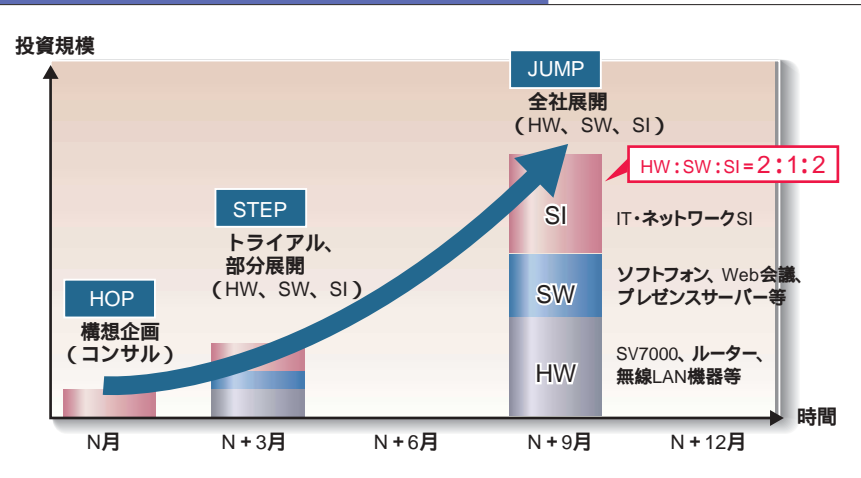 投資規模
JUMP
全社展開
（HW、SW、SI）
HW：SW：SI＝2：1：2
STEP
トライアル、
部分展開
（HW、SW、SI）
HOP
構想企画
（コンサル）
SI
IT・ネットワークSI
SW
ソフトフォン、Web会議、
プレゼンスサーバー等
HW
SV7000、ルーター、
無線LAN機器等
時間
N月
N＋3月
N＋6月
N＋9月
N＋12月